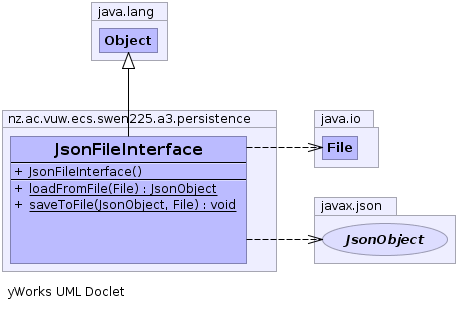 java.lang
Object
nz.ac.vuw.ecs.swen225.a3.persistence
JsonFileInterface
+ JsonFileInterface()
+ loadFromFile(File) : JsonObject
+ saveToFile(JsonObject, File) : void
java.io
File
javax.json
JsonObject
yWorks UML Doclet